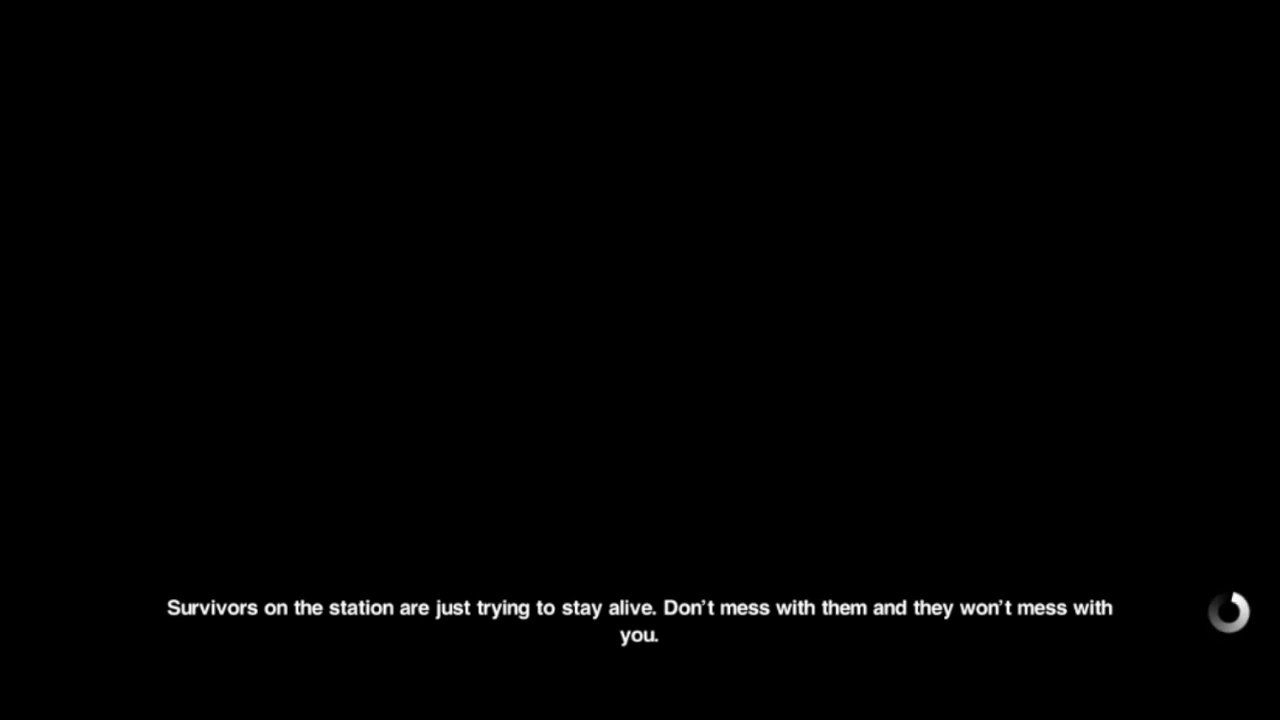 Survivors on the station are just trying to stay alive. Don’t mess with them and they won’t mess with
you.